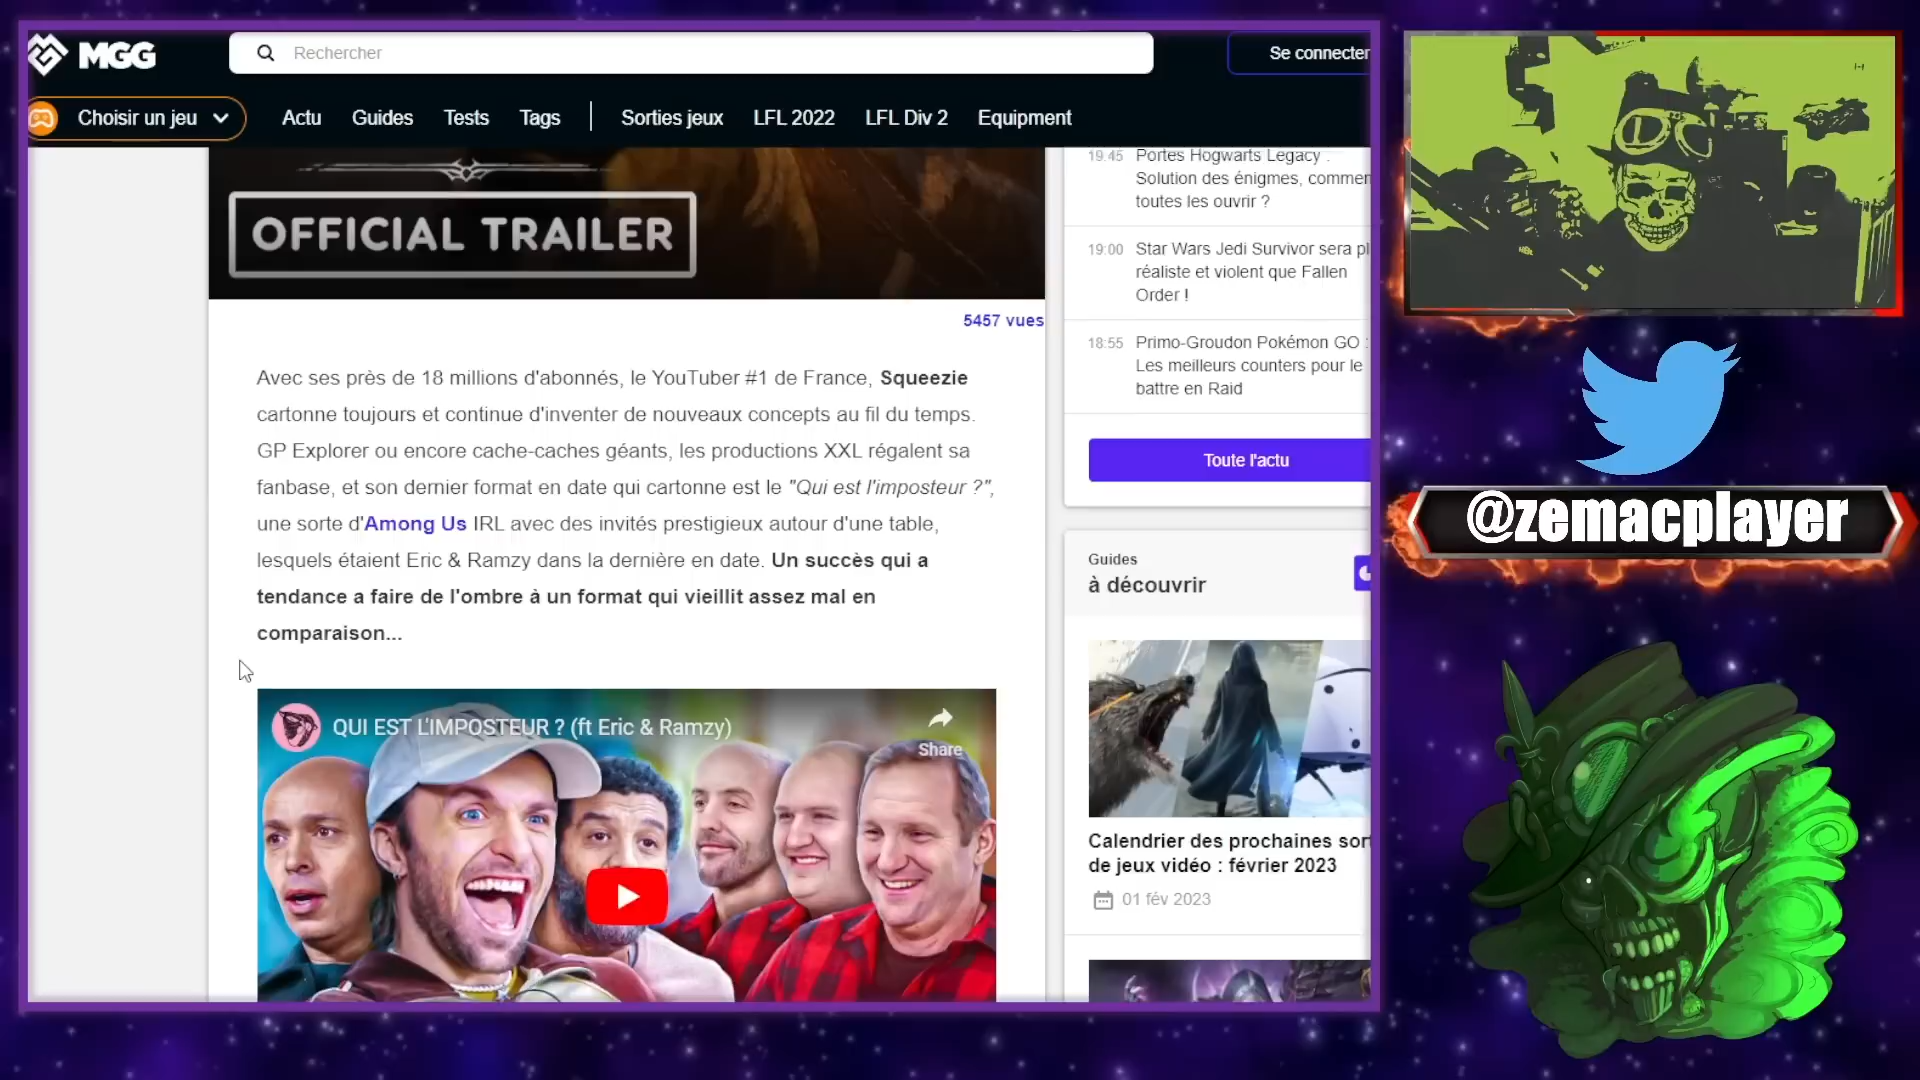 MGG
Rechercher
Se connecter
Choisir un jeu
Actu
Guides
Tests
Tags
Sorties jeux
LFL 2022
LFL Div 2
Equipment
OFFICIAL TRAILER
5457 vues
Avec ses près de 18 millions d'abonnés, le YouTuber #1 de France, Squeezie
cartonne toujours et continue d'inventer de nouveaux concepts au fil du temps.
GP Explorer ou encore cache-caches géants, les productions XXL régalent sa
fanbase, et son dernier format en date qui cartonne est le "Qui est l'imposteur ?",
une sorte d'Among Us IRL avec des invités prestigieux autour d'une table,
lesquels étaient Eric & Ramzy dans la dernière en date. Un succès qui a
tendance a faire de l'ombre à un format qui vieillit assez mal en
comparaison...
QUI EST L'IMPOSTEUR ? (ft Eric & Ramzy)
Share
19:45 Portes Hogwarts Legacy :
Solution des énigmes, commen
toutes les ouvrir ?
19:00 Star Wars Jedi Survivor sera pl
réaliste et violent que Fallen
Order !
18:55 Primo-Groudon Pokémon GO :
Les meilleurs counters pour le
battre en Raid
Toute l'actu
Guides
à découvrir
Calendrier des prochaines sor
de jeux vidéo : février 2023
01 fév 2023
@zemacplayer